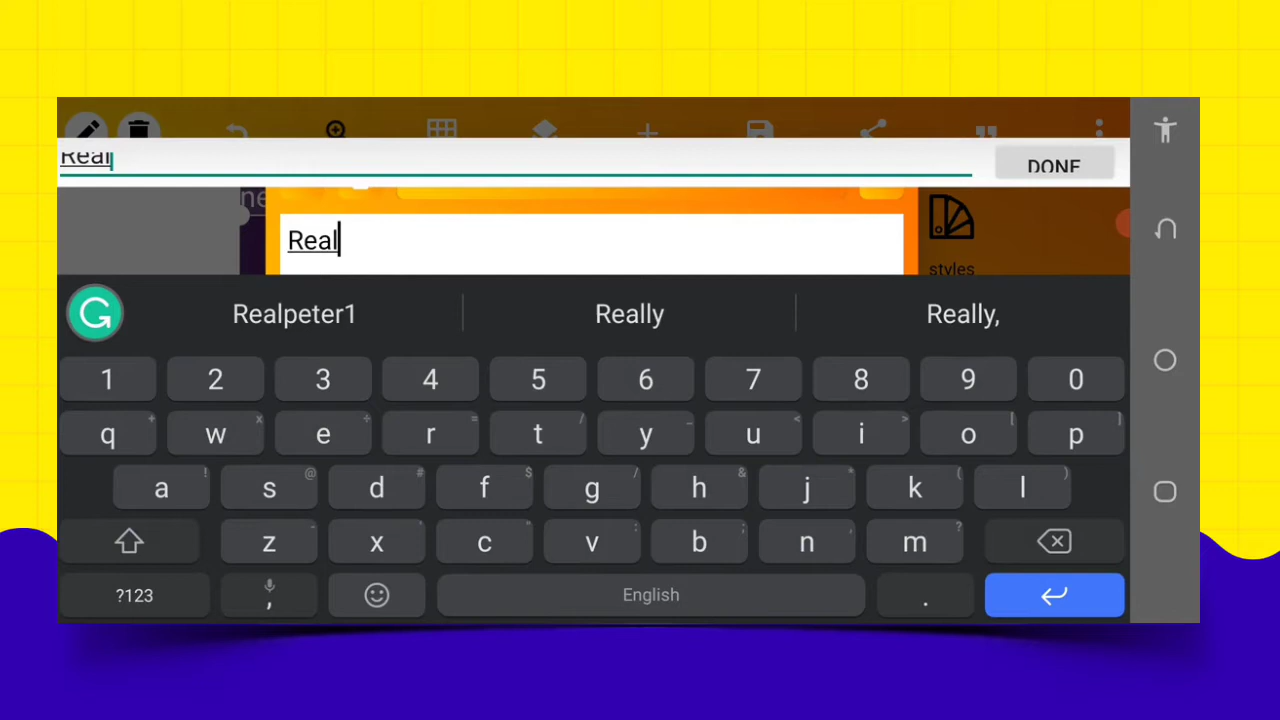 Real
DONE
ne
Real
styles
Realpeter1 Really Really,
1 2 3 4 5 6 7 8 9 0
q + w x e ÷ r = t / y _ u < i > o [ p ]
a ! s @ d # f $ g / h & j * k ( l )
z - x ' c " v : b ; n , m ?
?123 , English .